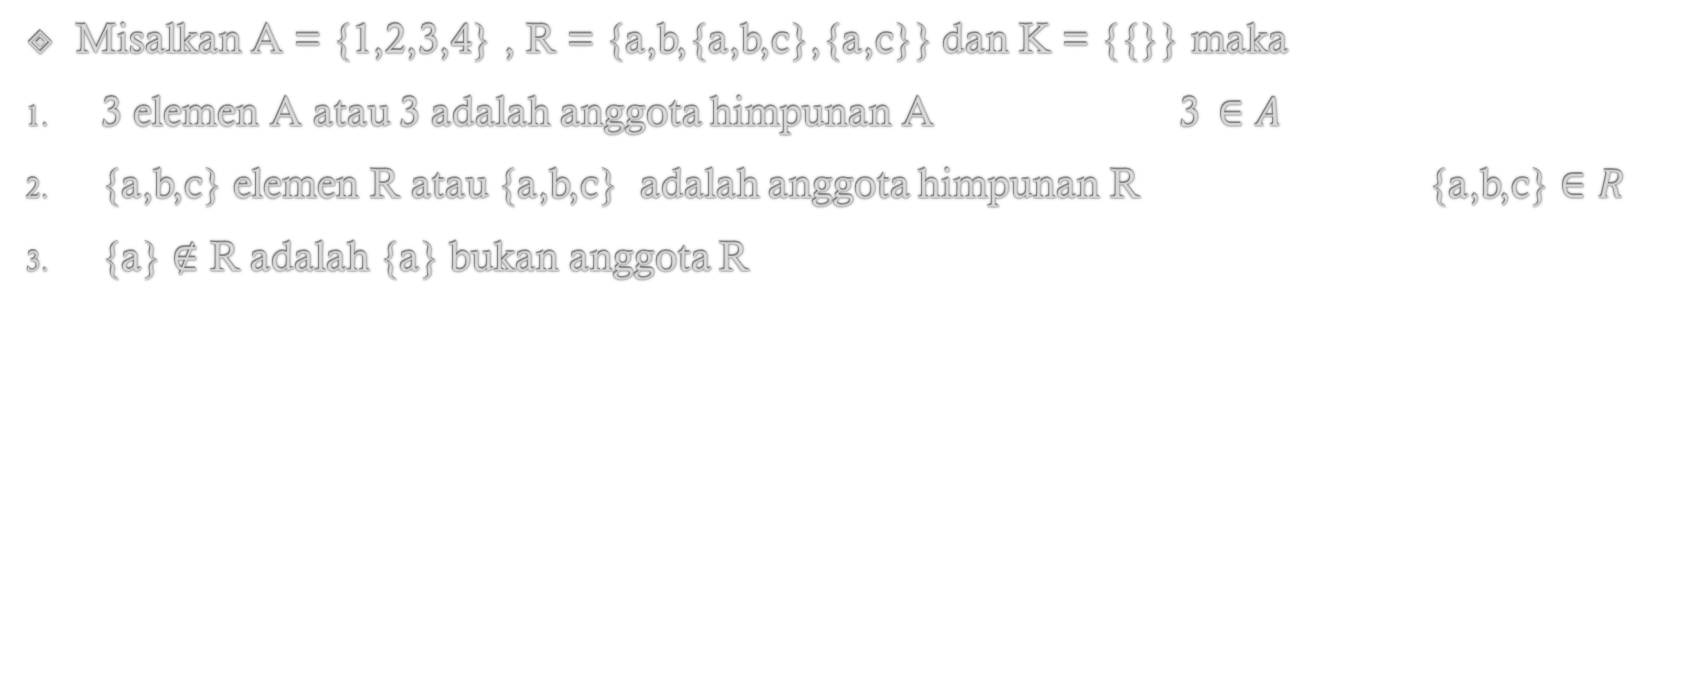 ❖ Misalkan A = {1,2,3,4} , R = {a,b,{a,b,c},{a,c}} dan K = {{}} maka
1. 3 elemen A atau 3 adalah anggota himpunan A 3 ∈ A
2. {a,b,c} elemen R atau {a,b,c} adalah anggota himpunan R {a,b,c} ∈ R
3. {a} ∉ R adalah {a} bukan anggota R